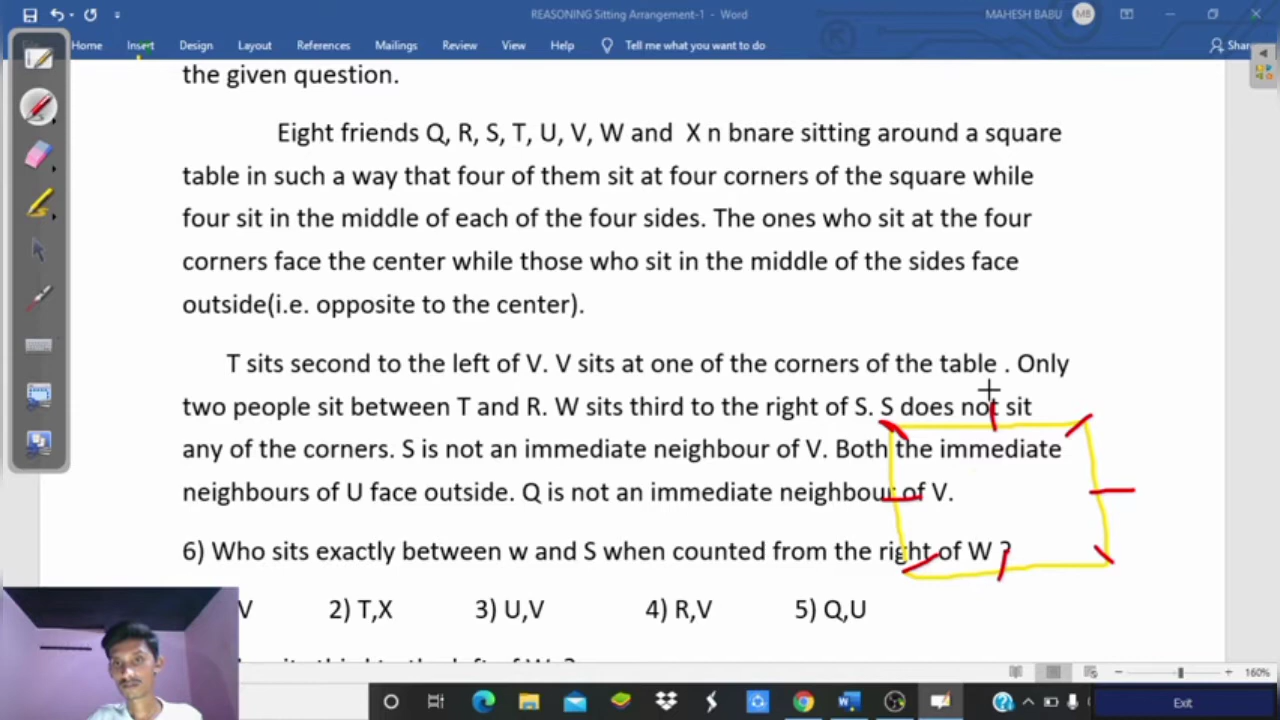 REASONING Sitting Arrangement-1 - Word
MAHESH BABU
MB
Home Insert Design Layout References Mailings Review View Help Tell me what you want to do
the given question.
Eight friends Q, R, S, T, U, V, W and X n bnare sitting around a square
table in such a way that four of them sit at four corners of the square while
four sit in the middle of each of the four sides. The ones who sit at the four
corners face the center while those who sit in the middle of the sides face
outside(i.e. opposite to the center).
T sits second to the left of V. V sits at one of the corners of the table . Only
two people sit between T and R. W sits third to the right of S. S does not sit
any of the corners. S is not an immediate neighbour of V. Both the immediate
neighbours of U face outside. Q is not an immediate neighbour of V.
6) Who sits exactly between w and S when counted from the right of W ?
V 2) T,X 3) U,V 4) R,V 5) Q,U
160%
Exit